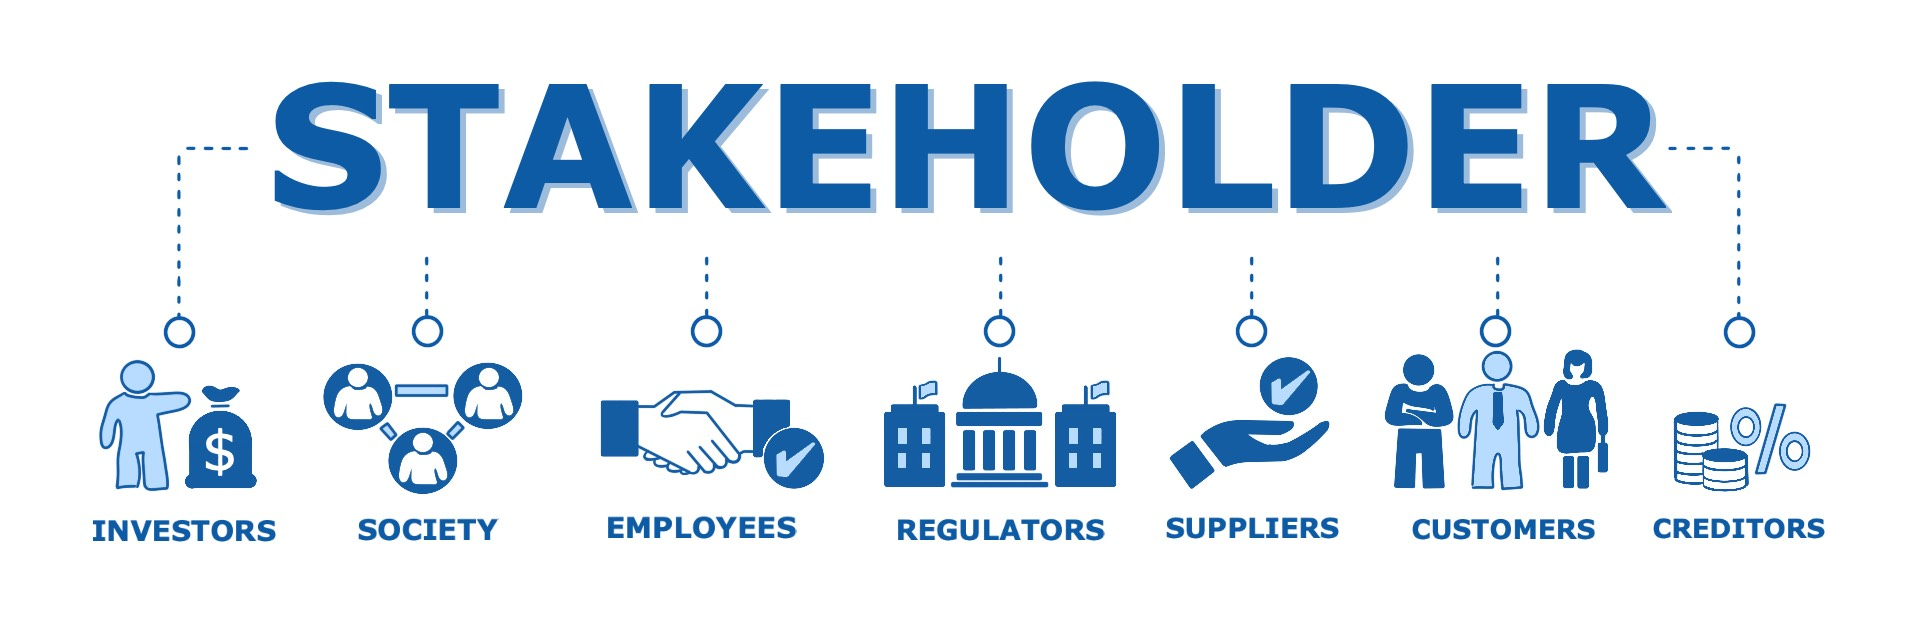 STAKEHOLDER
$
%
INVESTORS
SOCIETY
EMPLOYEES
REGULATORS
SUPPLIERS
CUSTOMERS
CREDITORS